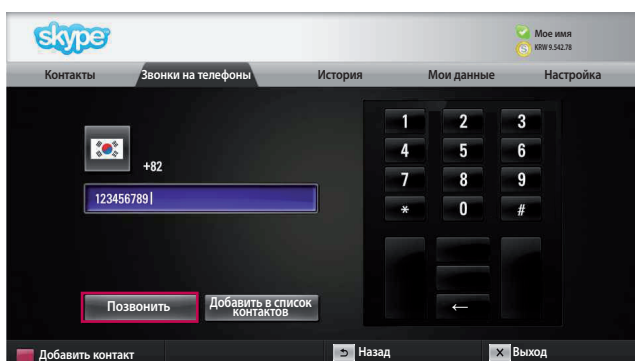 skype
Мое имя
KRW 9.542.78
Контакты Звонки на телефоны История Мои данные Настройка
+82
123456789
1 2 3
4 5 6
7 8 9
* 0 #
←
Позвонить
Добавить в список
контактов
Добавить контакт Назад Выход